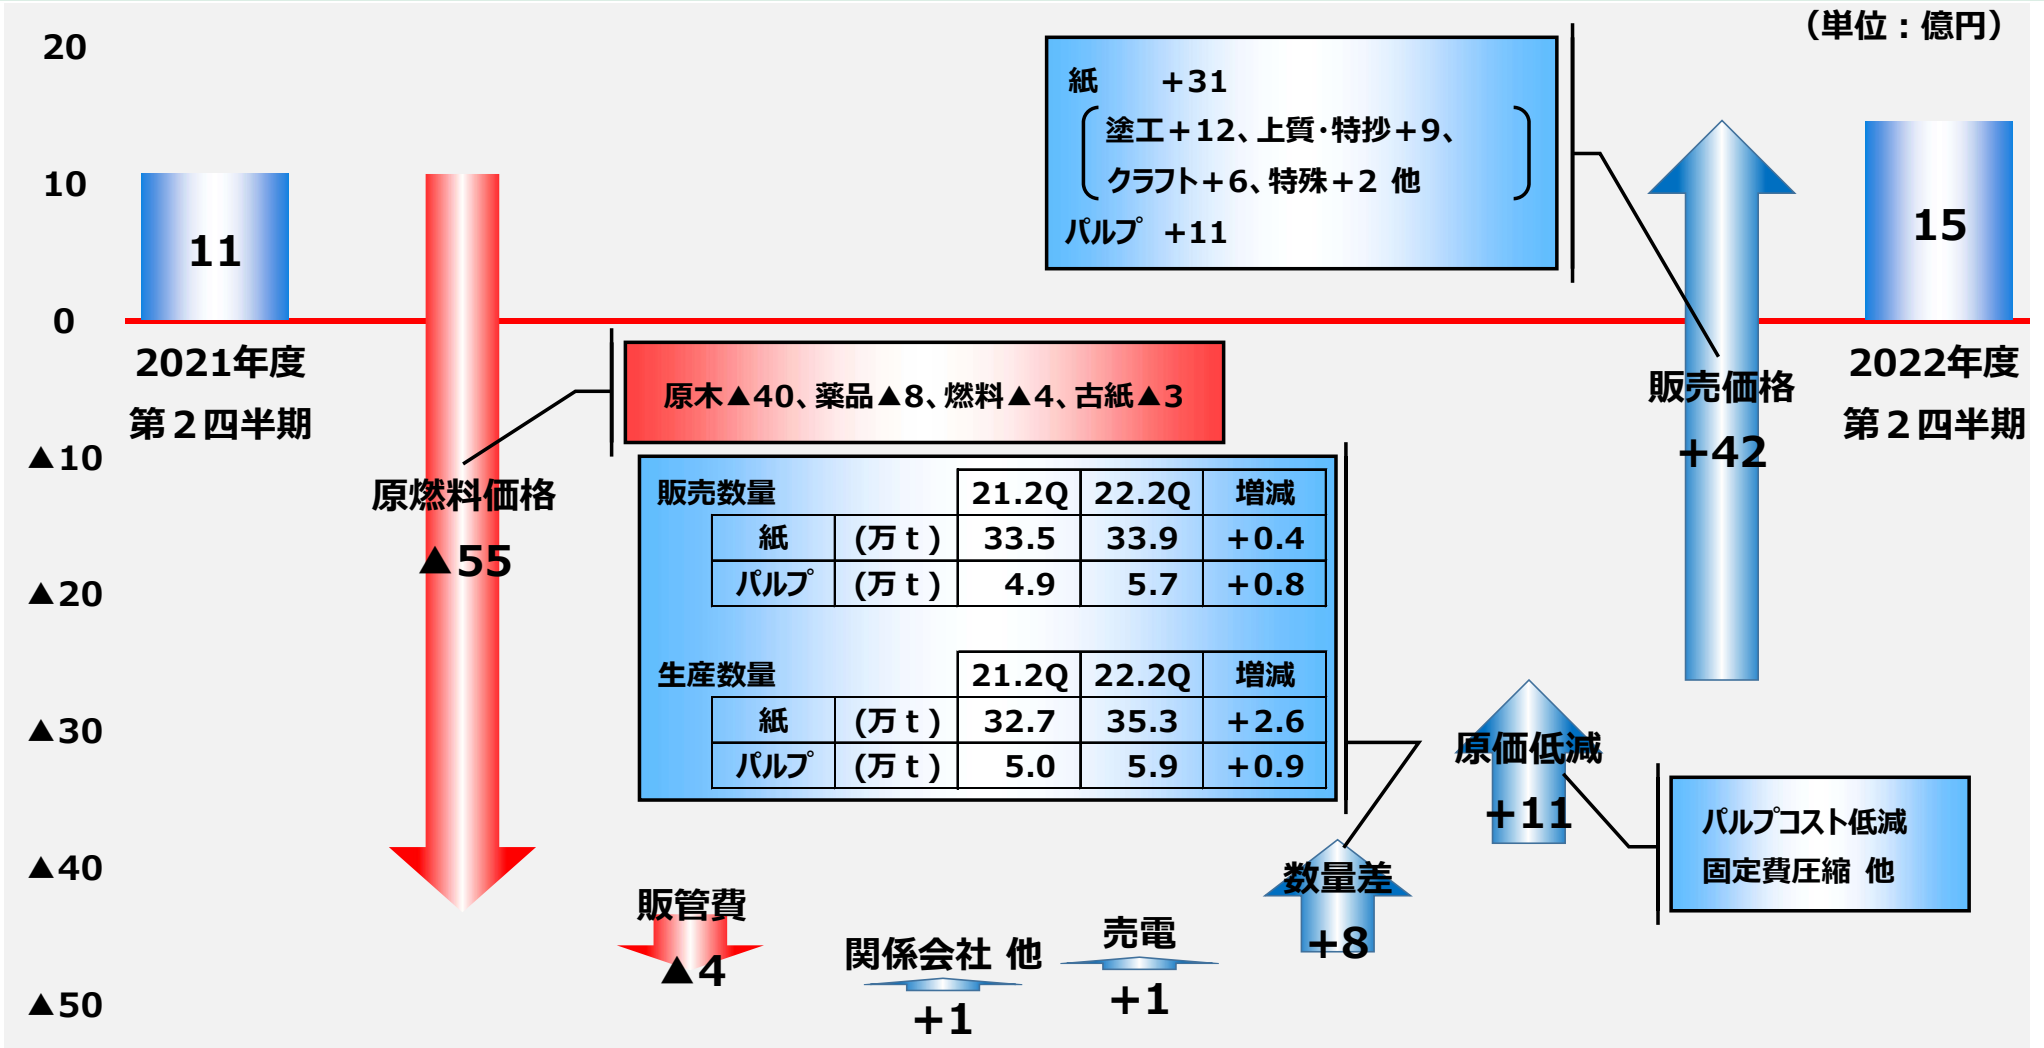 （単位：億円）
20
10
0
▲10
▲20
▲30
▲40
▲50
11
2021年度
第２四半期
原燃料価格
▲55
原木▲40、薬品▲8、燃料▲4、古紙▲3
販管費
▲4
関係会社 他
+1
売電
+1
数量差
+8
販売数量 21.2Q 22.2Q 増減
紙 (万ｔ) 33.5 33.9 +0.4
パルプ (万ｔ) 4.9 5.7 +0.8
生産数量 21.2Q 22.2Q 増減
紙 (万ｔ) 32.7 35.3 +2.6
パルプ (万ｔ) 5.0 5.9 +0.9
原価低減
+11
パルプコスト低減
固定費圧縮 他
販売価格
+42
紙 +31
塗工+12、上質・特抄+9、
クラフト+6、特殊+2 他
パルプ +11
15
2022年度
第２四半期